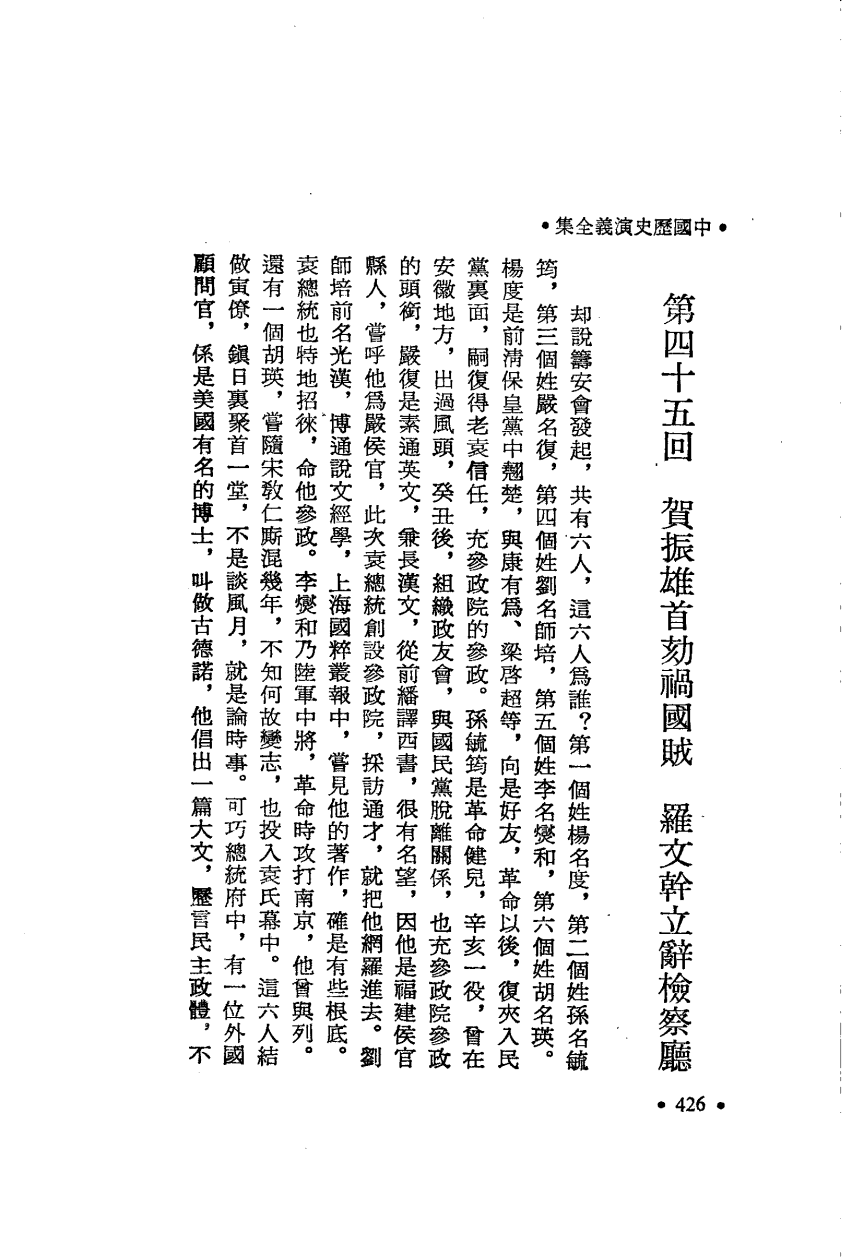 •中國歷史演義全集•
第四十五回　賀振雄首劾禍國賊　羅文幹立辭檢察廳
却說籌安會發起，共有六人，這六人爲誰？第一個姓楊名度，第二個姓孫名毓
筠，第三個姓嚴名復，第四個姓劉名師培，第五個姓李名燮和，第六個姓胡名瑛。
楊度是前清保皇黨中翹楚，與康有爲、梁啓超等，向是好友，革命以後，復夾入民
黨裏面，嗣復得老袁信任，充參政院的參政。孫毓筠是革命健兒，辛亥一役，曾在
安徽地方，出過風頭，癸丑後，組織政友會，與國民黨脫離關係，也充參政院參政
的頭銜，嚴復是素通英文，兼長漢文，從前繙譯西書，很有名望，因他是福建侯官
縣人，嘗呼他爲嚴侯官，此次袁總統創設參政院，採訪通才，就把他網羅進去。劉
師培前名光漢，博通說文經學，上海國粹叢報中，嘗見他的著作，確是有些根底。
袁總統也特地招徠，命他參政。李燮和乃陸軍中將，革命時攻打南京，他曾與列。
還有一個胡瑛，嘗隨宋敎仁廝混幾年，不知何故變志，也投入袁氏幕中。這六人結
做寅僚，鎭日裏聚首一堂，不是談風月，就是論時事。可巧總統府中，有一位外國
顧問官，係是美國有名的博士，叫做古德諾，他倡出一篇大文，歷言民主政體，不
•426•